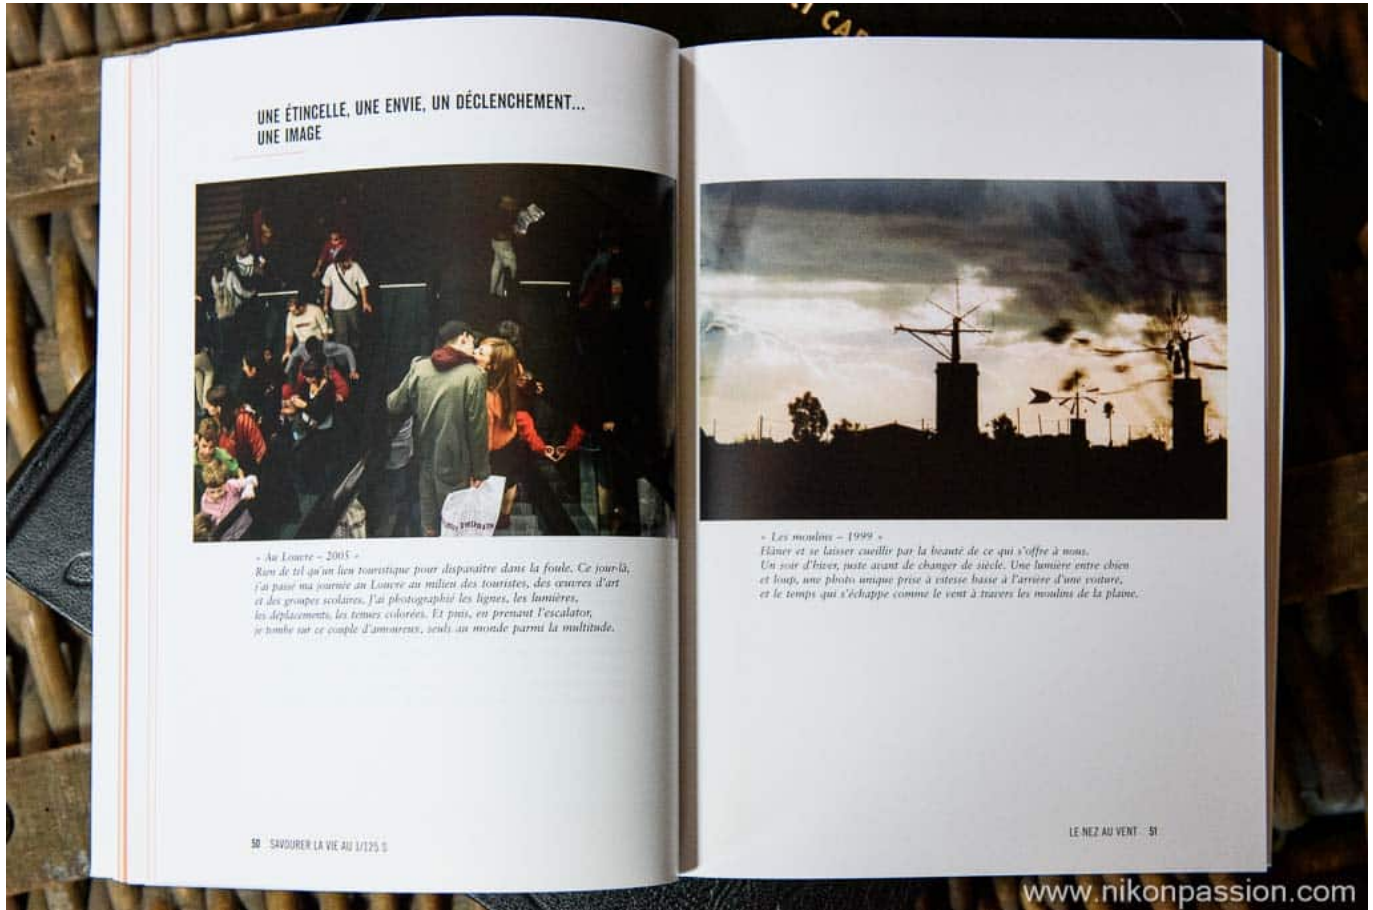 UNE ÉTINCELLE, UNE ENVIE, UN DÉCLENCHEMENT...
UNE IMAGE
« Au Louvre – 2005 »
Rien de tel qu'un lieu touristique pour disparaître dans la foule. Ce jour-là,
j'ai passé ma journée au Louvre au milieu des touristes, des œuvres d'art
et des groupes scolaires. J'ai photographié les lignes, les lumières,
les déplacements, les tenues colorées. Et puis, en prenant l'escalator,
je tombe sur ce couple d'amoureux, seuls au monde parmi la multitude.
50 SAVOURER LA VIE AU 1/125 S
« Les moulins – 1999 »
Flâner et se laisser cueillir par la beauté de ce qui s'offre à nous.
Un soir d'hiver, juste avant de changer de siècle. Une lumière entre chien
et loup, une photo unique prise à vitesse basse à l'arrière d'une voiture,
et le temps qui s'échappe comme le vent à travers les moulins de la plaine.
LE NEZ AU VENT 51
www.nikonpassion.com